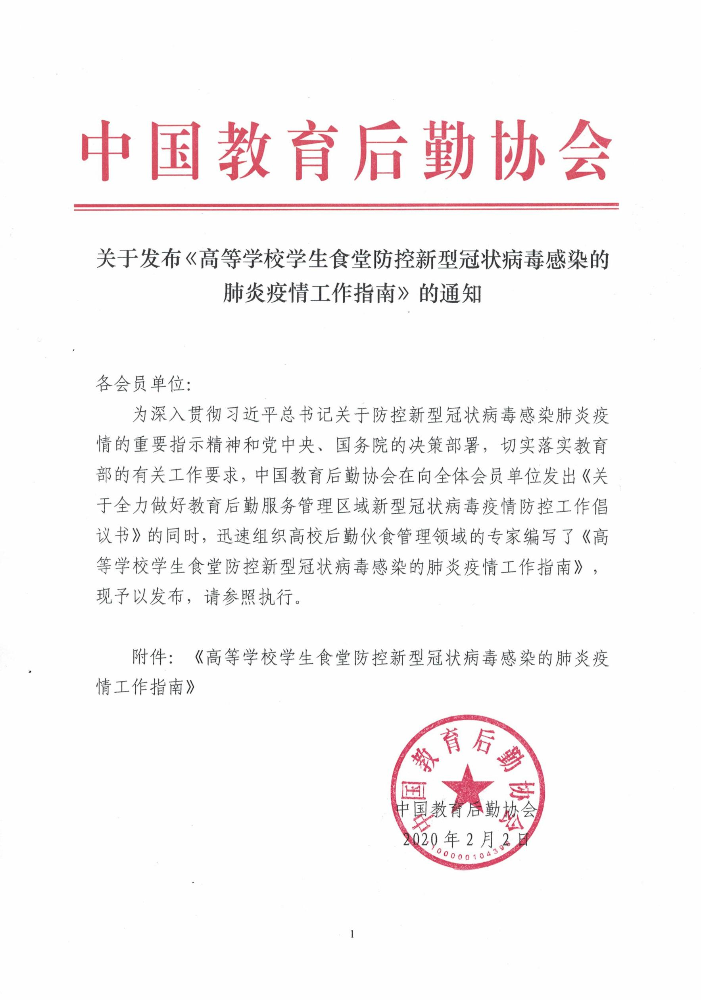 中国教育后勤协会
关于发布《高等学校学生食堂防控新型冠状病毒感染的
肺炎疫情工作指南》的通知
各会员单位：
为深入贯彻习近平总书记关于防控新型冠状病毒感染肺炎疫
情的重要指示精神和党中央、国务院的决策部署，切实落实教育
部的有关工作要求，中国教育后勤协会在向全体会员单位发出《关
于全力做好教育后勤服务管理区域新型冠状病毒疫情防控工作倡
议书》的同时，迅速组织高校后勤伙食管理领域的专家编写了《高
等学校学生食堂防控新型冠状病毒感染的肺炎疫情工作指南》，
现予以发布，请参照执行。
附件：《高等学校学生食堂防控新型冠状病毒感染的肺炎疫
情工作指南》
中国教育后勤协会
中国教育后勤协会
2020 年 2 月 2 日
1100000104398
1